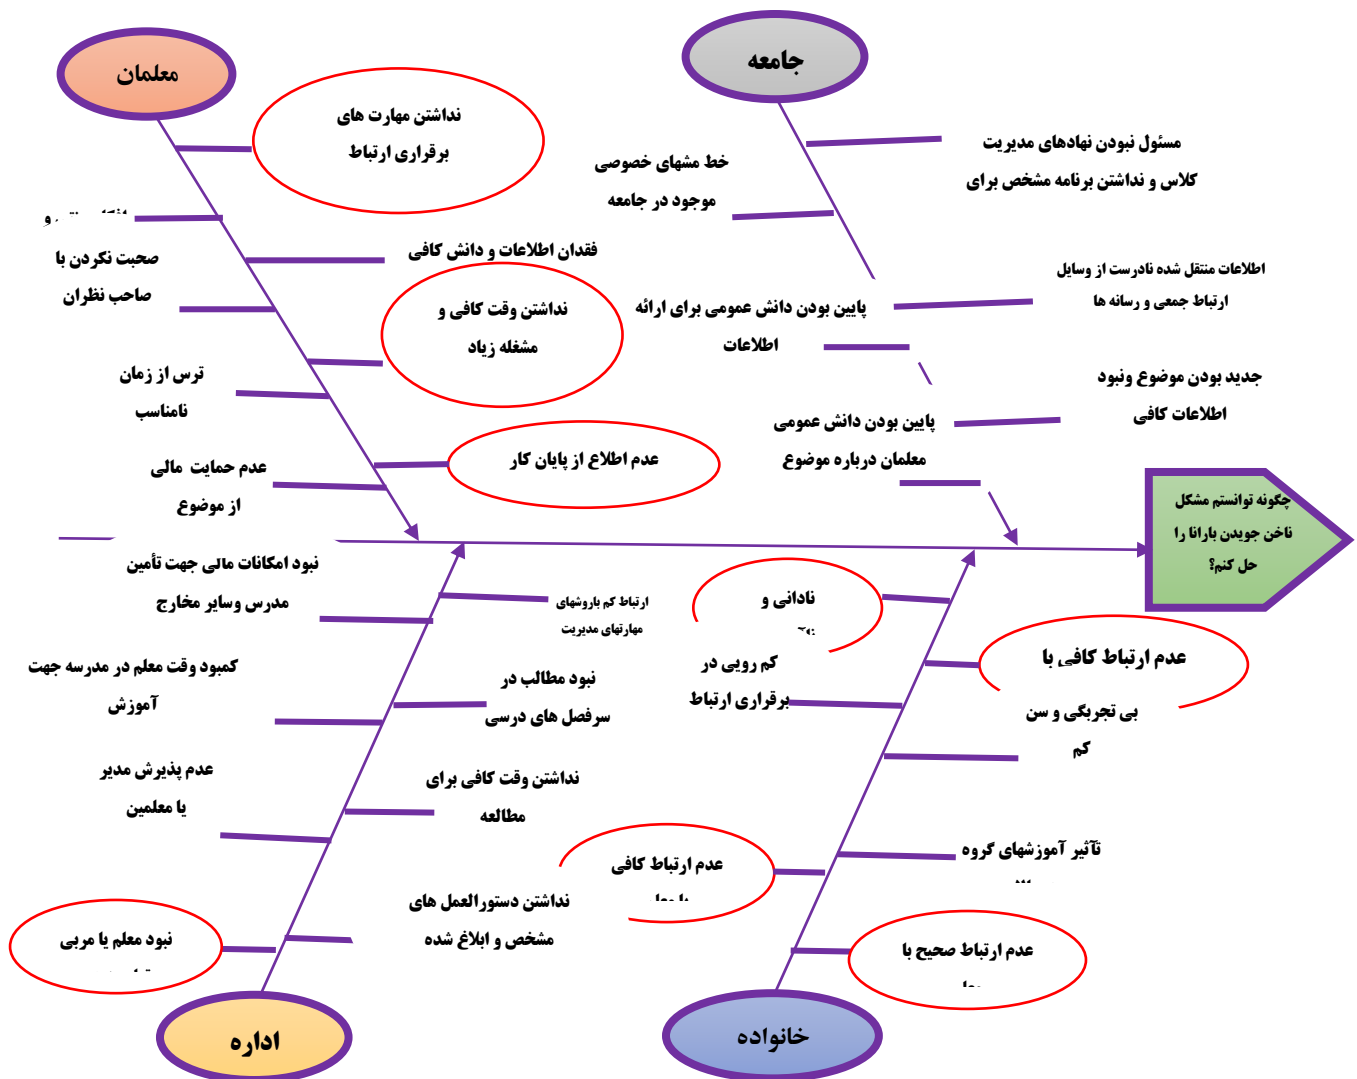 معلمان
جامعه
نداشتن مهارت های
برقراری ارتباط
مسئول نبودن نهادهای مدیریت
کلاس و نداشتن برنامه مشخص برای
خط مشهای خصوصی
موجود در جامعه
فقدان اطلاعات و دانش کافی
صحبت نکردن با
صاحب نظران
اطلاعات منتقل شده نادرست از وسایل
ارتباط جمعی و رسانه ها
نداشتن وقت کافی و
مشغله زیاد
پایین بودن دانش عمومی برای ارائه
اطلاعات
ترس از زمان
نامناسب
جدید بودن موضوع ونبود
اطلاعات کافی
پایین بودن دانش عمومی
معلمان درباره موضوع
عدم اطلاع از پایان کار
عدم حمایت مالی
از موضوع
چگونه توانستم مشکل
ناخن جویدن بارانا را
حل کنم؟
نبود امکانات مالی جهت تأمین
مدرس وسایر مخارج
ارتباط کم باروشهای
مهارتهای مدیریت
نادانی و
عدم ارتباط کافی با
کم رویی در
برقراری ارتباط
کمبود وقت معلم در مدرسه جهت
آموزش
نبود مطالب در
سرفصل های درسی
بی تجربگی و سن
کم
عدم پذیرش مدیر
یا معلمین
نداشتن وقت کافی برای
مطالعه
تآثیر آموزشهای گروه
عدم ارتباط کافی
نداشتن دستورالعمل های
مشخص و ابلاغ شده
نبود معلم یا مربی
عدم ارتباط صحیح با
اداره
خانواده